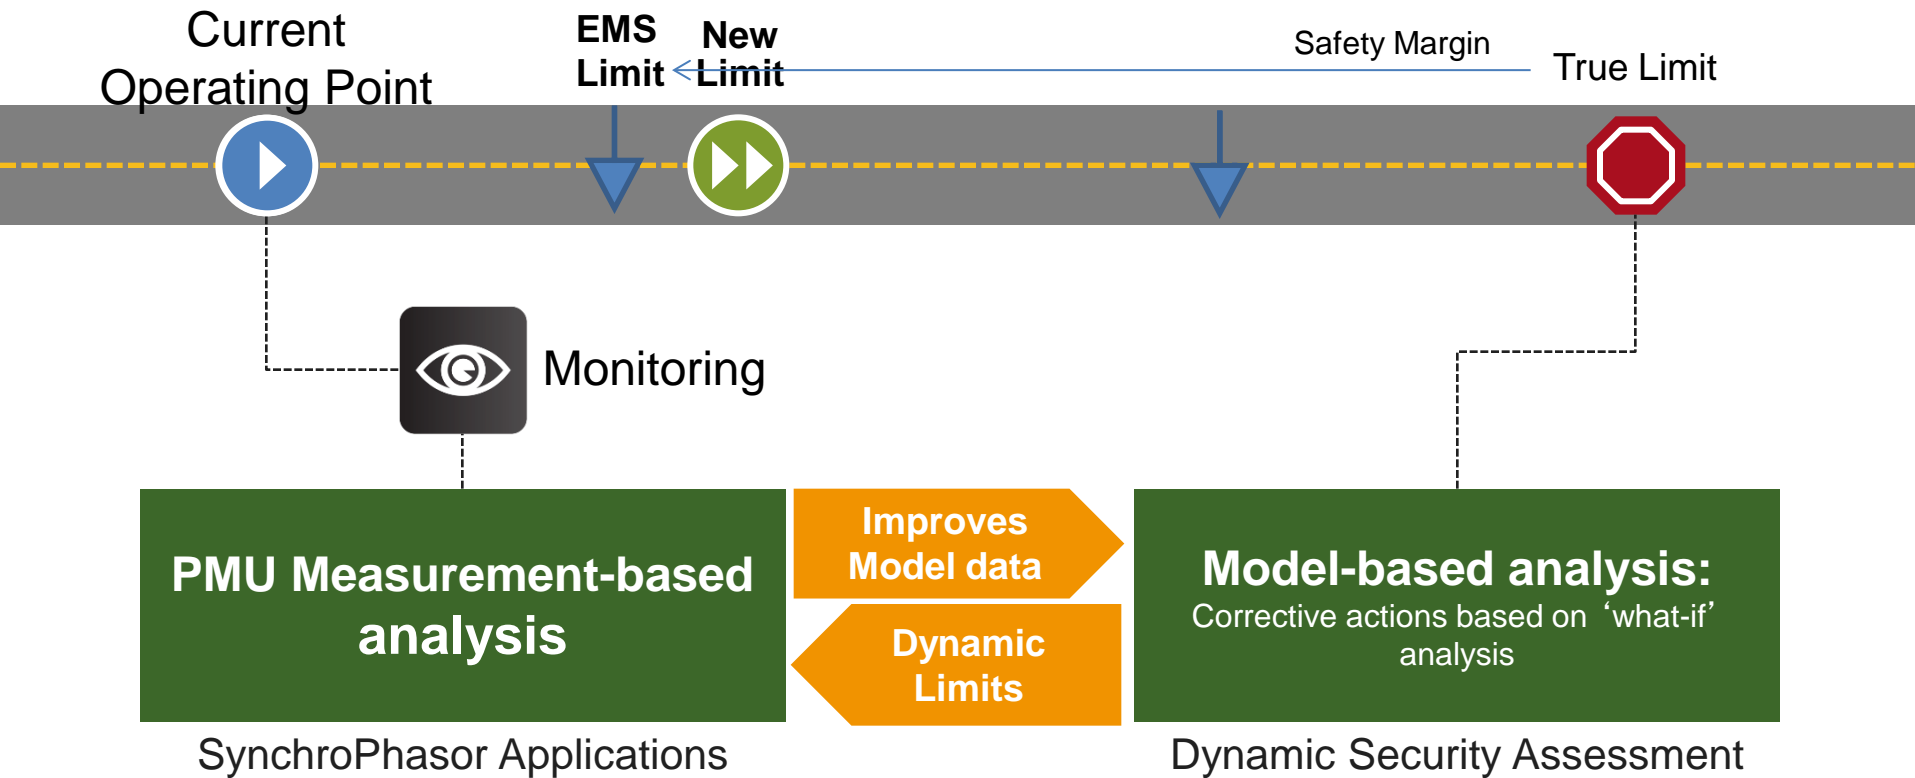 Current
Operating Point
EMS
Limit
New
Limit
Safety Margin
True Limit
Monitoring
PMU Measurement-based
analysis
Improves
Model data
Dynamic
Limits
Model-based analysis:
Corrective actions based on ‘what-if’
analysis
SynchroPhasor Applications
Dynamic Security Assessment